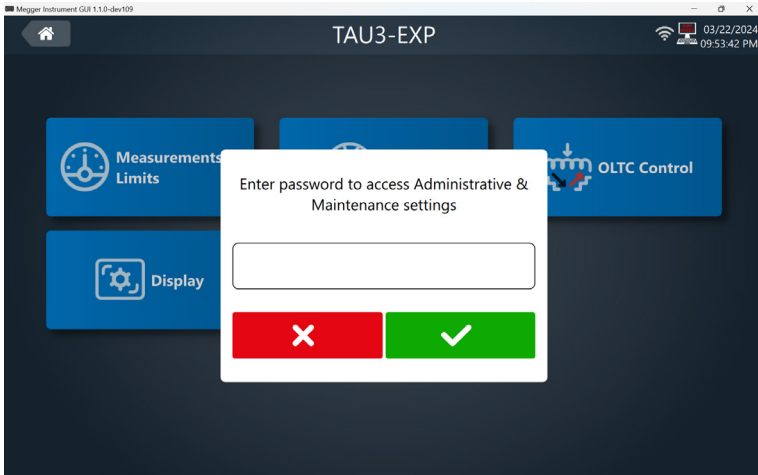 Megger Instrument GUI 1.1.0-dev109
TAU3-EXP
03/22/2024
09:53:42 PM
Measurements
Limits
OLTC Control
Enter password to access Administrative &
Maintenance settings
Display